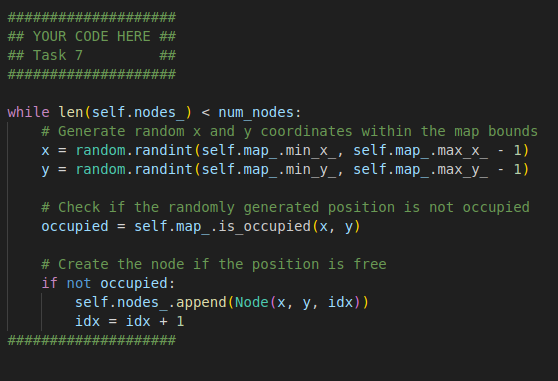 ####################
## YOUR CODE HERE ##
## Task 7         ##
####################
while len(self.nodes_) < num_nodes:
    # Generate random x and y coordinates within the map bounds
    x = random.randint(self.map_.min_x_, self.map_.max_x_ - 1)
    y = random.randint(self.map_.min_y_, self.map_.max_y_ - 1)
    # Check if the randomly generated position is not occupied
    occupied = self.map_.is_occupied(x, y)
    # Create the node if the position is free
    if not occupied:
        self.nodes_.append(Node(x, y, idx))
        idx = idx + 1
####################